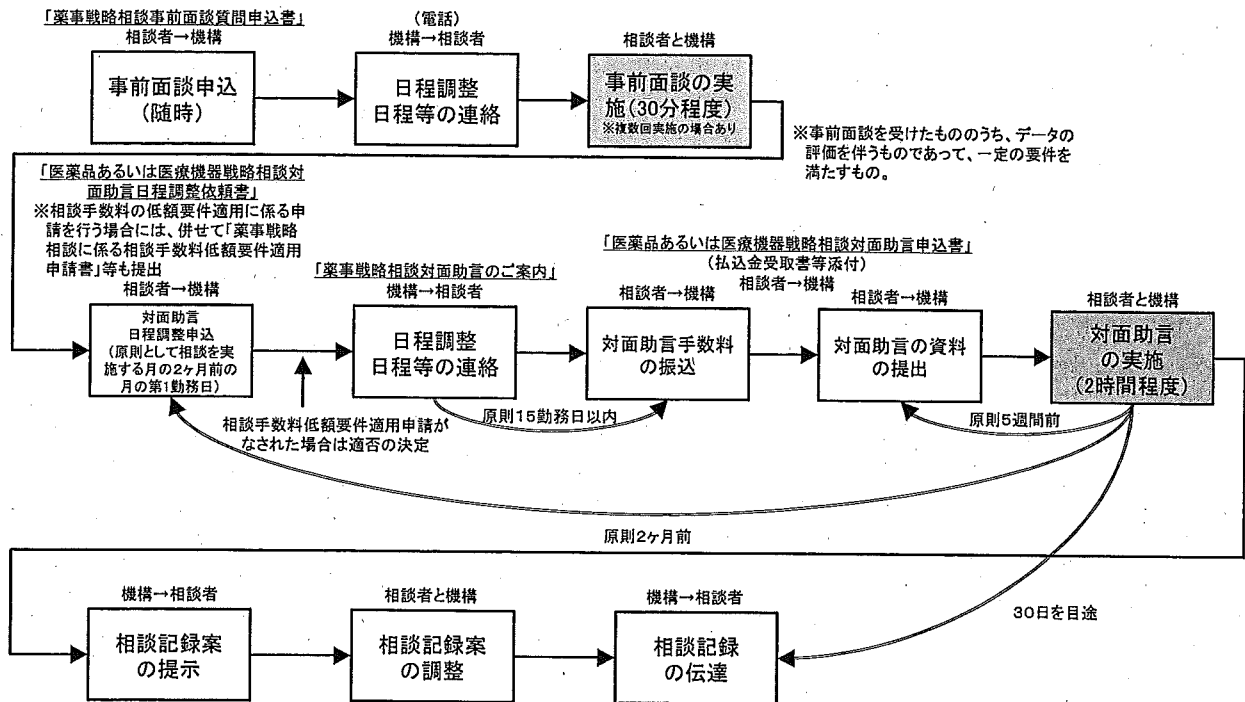 「薬事戦略相談事前面談質問申込書」
相談者→機構
事前面談申込
(随時)
(電話)
機構→相談者
日程調整
日程等の連絡
相談者と機構
事前面談の実
施(30分程度)
※複数回実施の場合あり
※事前面談を受けたもののうち、データの
評価を伴うものであって、一定の要件を
満たすもの。
「医薬品あるいは医療機器戦略相談対
面助言日程調整依頼書」
※相談手数料の低額要件適用に係る申
請を行う場合には、併せて「薬事戦略
相談に係る相談手数料低額要件適用
申請書」等も提出
相談者→機構
対面助言
日程調整申込
(原則として相談を実
施する月の2ヶ月前の
月の第1勤務日)
「薬事戦略相談対面助言のご案内」
機構→相談者
日程調整
日程等の連絡
「医薬品あるいは医療機器戦略相談対面助言申込書」
(払込金受取書等添付)
相談者→機構
相談者→機構
対面助言手数料
の振込
相談者→機構
対面助言の資料
の提出
相談者と機構
対面助言
の実施
(2時間程度)
相談手数料低額要件適用申請が
なされた場合は適否の決定
原則15勤務日以内
原則5週間前
原則2ヶ月前
30日を目途
機構→相談者
相談記録案
の提示
相談者と機構
相談記録案
の調整
機構→相談者
相談記録
の伝達